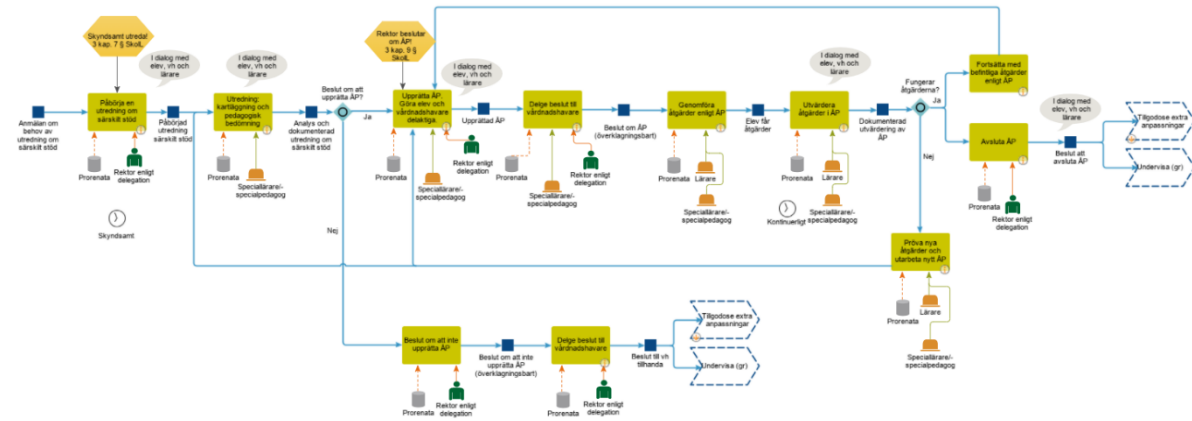 Skyndsamt utreda!
3 kap. 7 § SkolL
I dialog med
elev, vh och
lärare
Påbörja en
utredning om
särskilt stöd
Anmälan om
behov av
utredning om
särskilt stöd
Prorenata
Rektor enligt
delegation
Skyndsamt
Påbörjad
utredning
särskilt stöd
I dialog med
elev, vh och
lärare
Utredning:
kartläggning och
pedagogisk
bedömning
Prorenata
Speciallärare/-
specialpedagog
Analys och
dokumenterad
utredning om
särskilt stöd
Beslut om att
upprätta ÅP?
Ja
Nej
Rektor beslutar
om ÅP!
3 kap. 9 §
SkolL
I dialog med
elev, vh och
lärare
Upprätta ÅP.
Göra elev och
vårdnadshavare
delaktiga.
Prorenata
Rektor enligt
delegation
Speciallärare/-
specialpedagog
Upprättad ÅP
Delge beslut till
vårdnadshavare
Prorenata
Rektor enligt
delegation
Speciallärare/-
specialpedagog
Beslut om ÅP
(överklagningsbart)
Genomföra
åtgärder enligt ÅP
Prorenata
Lärare
Speciallärare/-
specialpedagog
Elev får
åtgärder
I dialog med
elev, vh och
lärare
Utvärdera
åtgärder i ÅP
Prorenata
Lärare
Kontinuerligt
Speciallärare/-
specialpedagog
Dokumenterad
utvärdering av
ÅP
Fungerar
åtgärderna?
Ja
Nej
Fortsätta med
befintliga åtgärder
enligt ÅP
Avsluta ÅP
Prorenata
Rektor enligt
delegation
I dialog med
elev, vh och
lärare
Beslut att
avsluta ÅP
Tillgodose extra
anpassningar
Undervisa (gr)
Pröva nya
åtgärder och
utarbeta nytt ÅP
Prorenata
Lärare
Speciallärare/-
specialpedagog
Beslut om att inte
upprätta ÅP
Prorenata
Rektor enligt
delegation
Beslut om att inte
upprätta ÅP
(överklagningsbart)
Delge beslut till
vårdnadshavare
Prorenata
Rektor enligt
delegation
Beslut till vh
tillhanda
Tillgodose extra
anpassningar
Undervisa (gr)